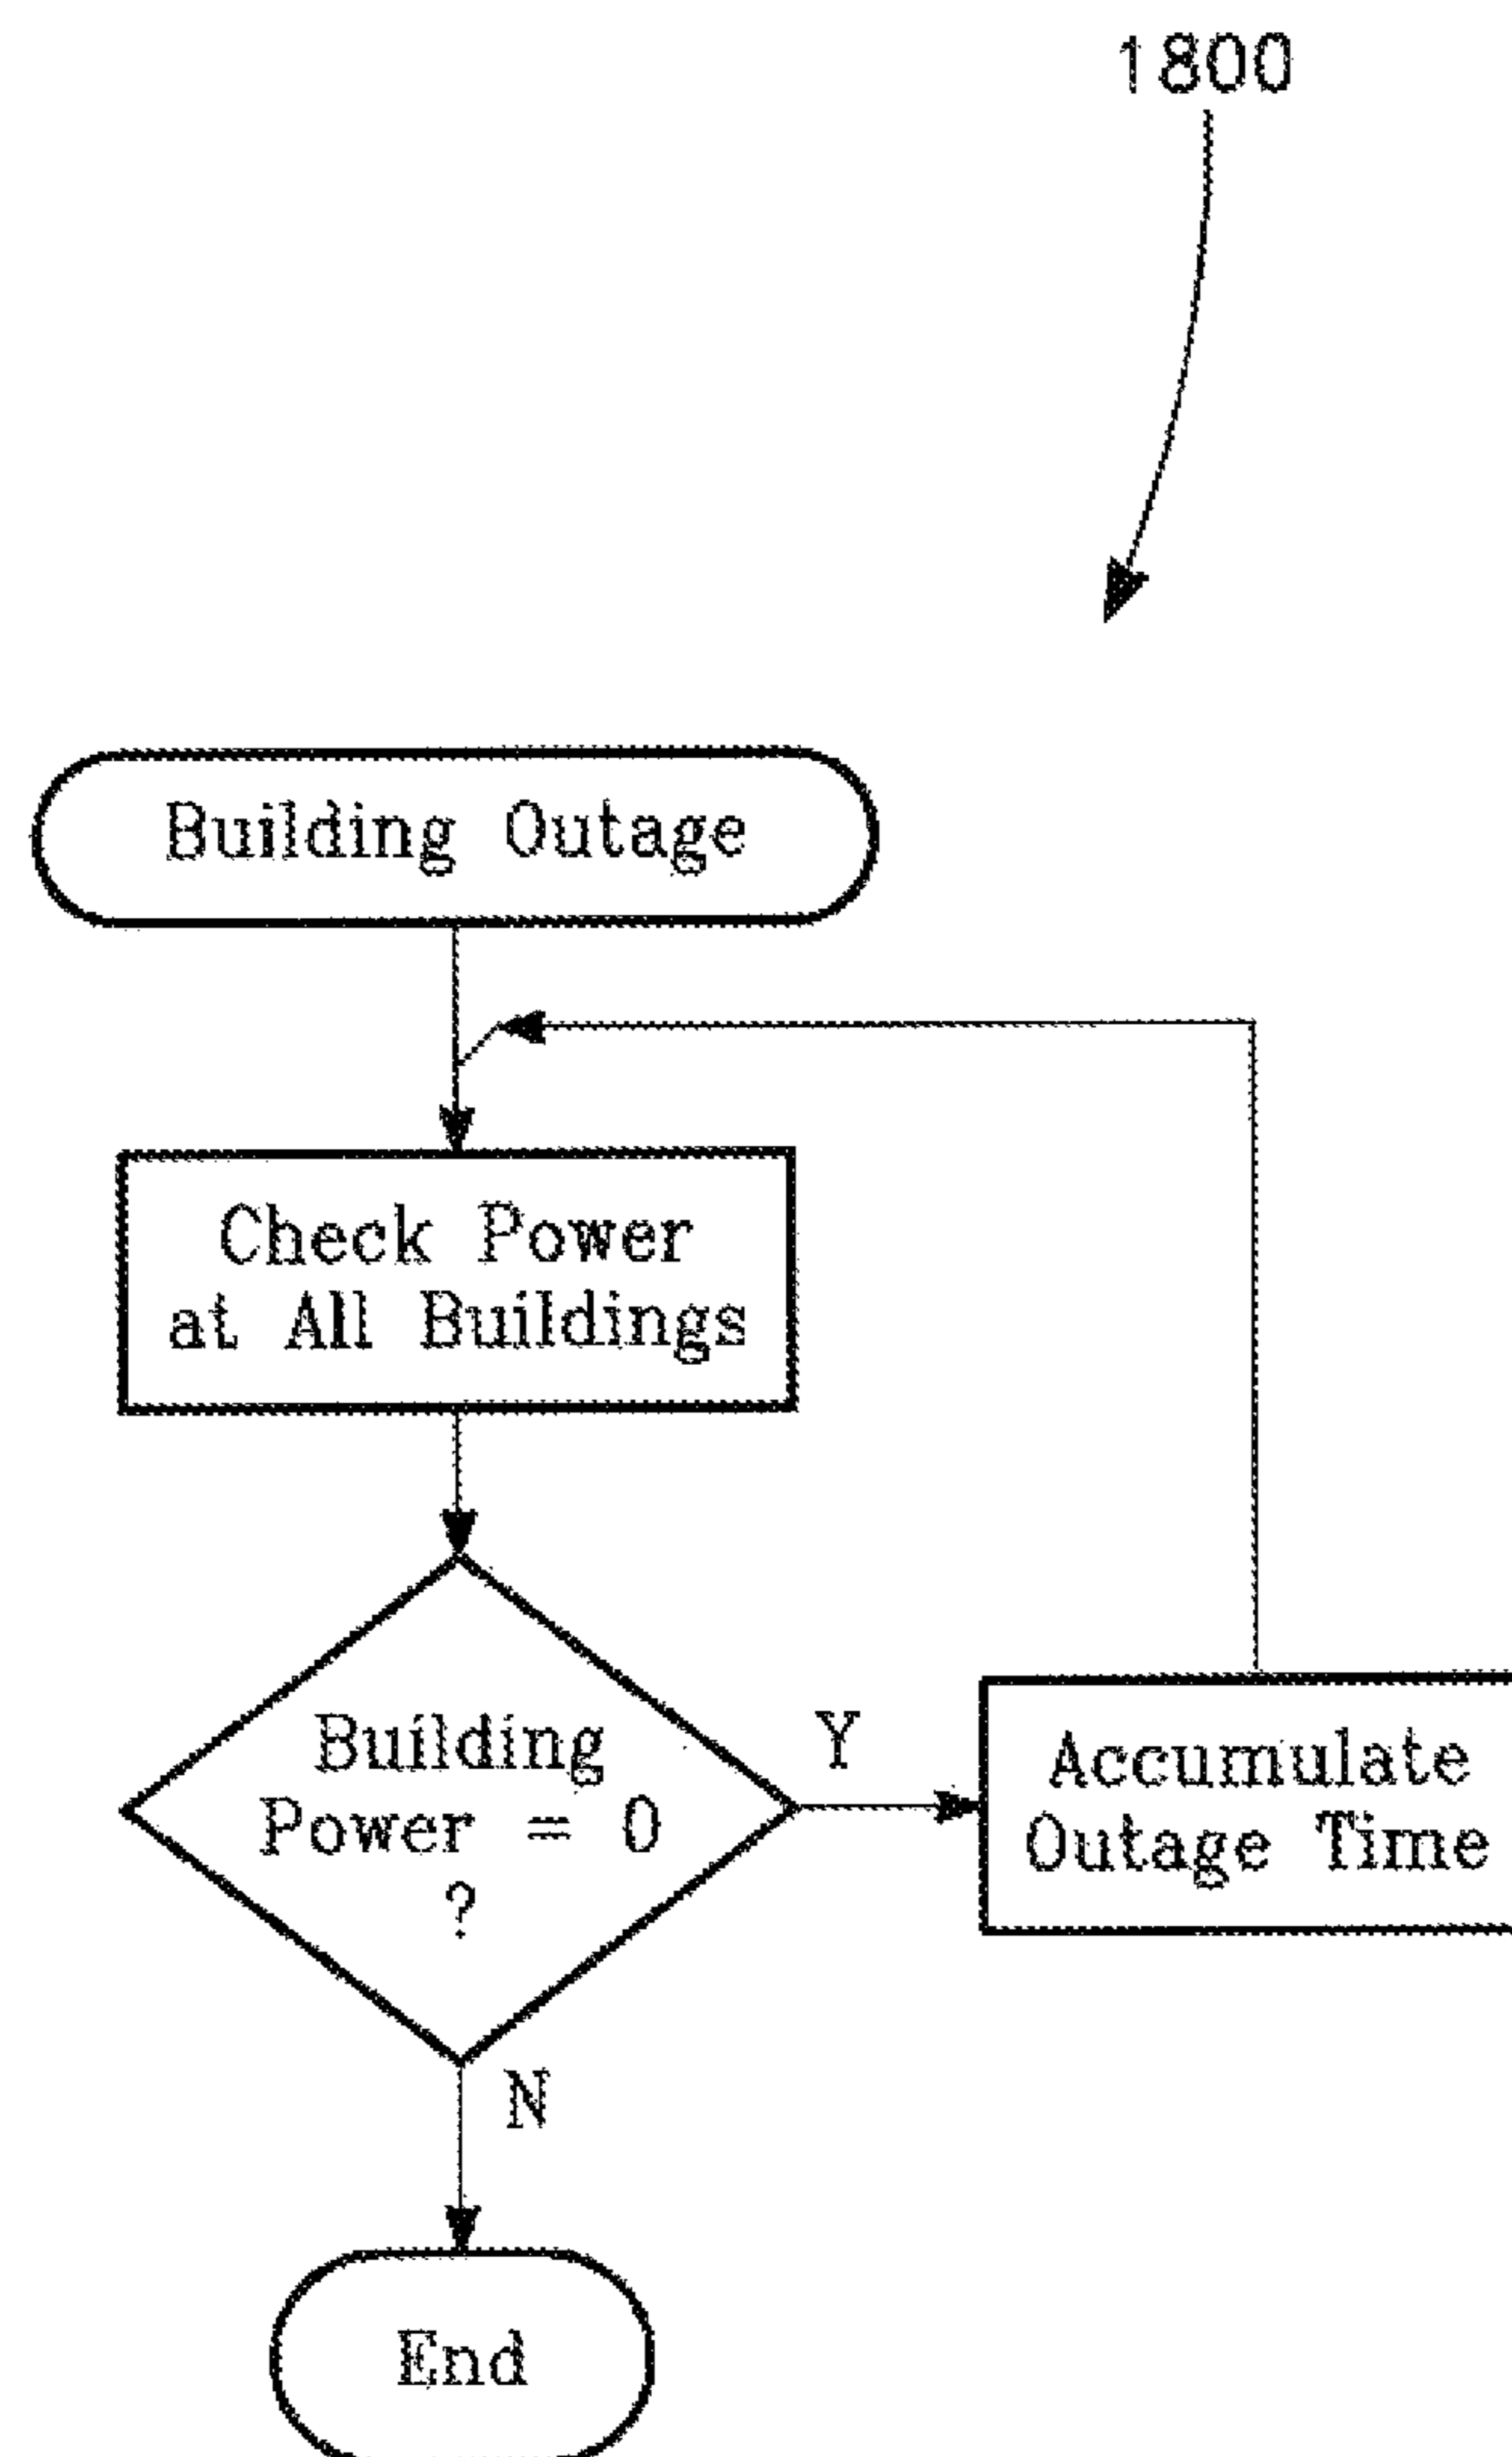 1800
Building Outage
Check Power
at All Buildings
Building
Power = 0
?
Y
Accumulate
Outage Time
N
End